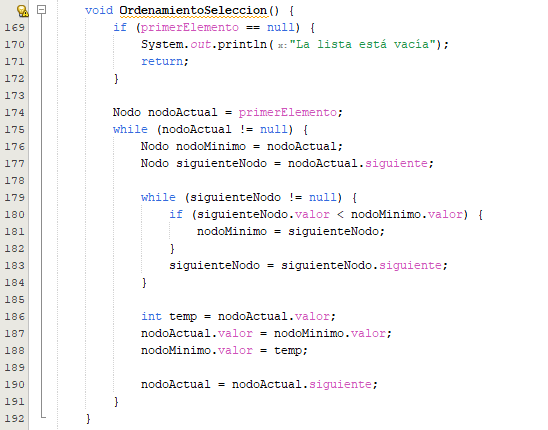 void OrdenamientoSeleccion() {
169 if (primerElemento == null) {
170 System.out.println( x:"La lista está vacía");
171 return;
172 }
173
174 Nodo nodoActual = primerElemento;
175 while (nodoActual != null) {
176 Nodo nodoMinimo = nodoActual;
177 Nodo siguienteNodo = nodoActual.siguiente;
178
179 while (siguienteNodo != null) {
180 if (siguienteNodo.valor < nodoMinimo.valor) {
181 nodoMinimo = siguienteNodo;
182 }
183 siguienteNodo = siguienteNodo.siguiente;
184 }
185
186 int temp = nodoActual.valor;
187 nodoActual.valor = nodoMinimo.valor;
188 nodoMinimo.valor = temp;
189
190 nodoActual = nodoActual.siguiente;
191 }
192 }